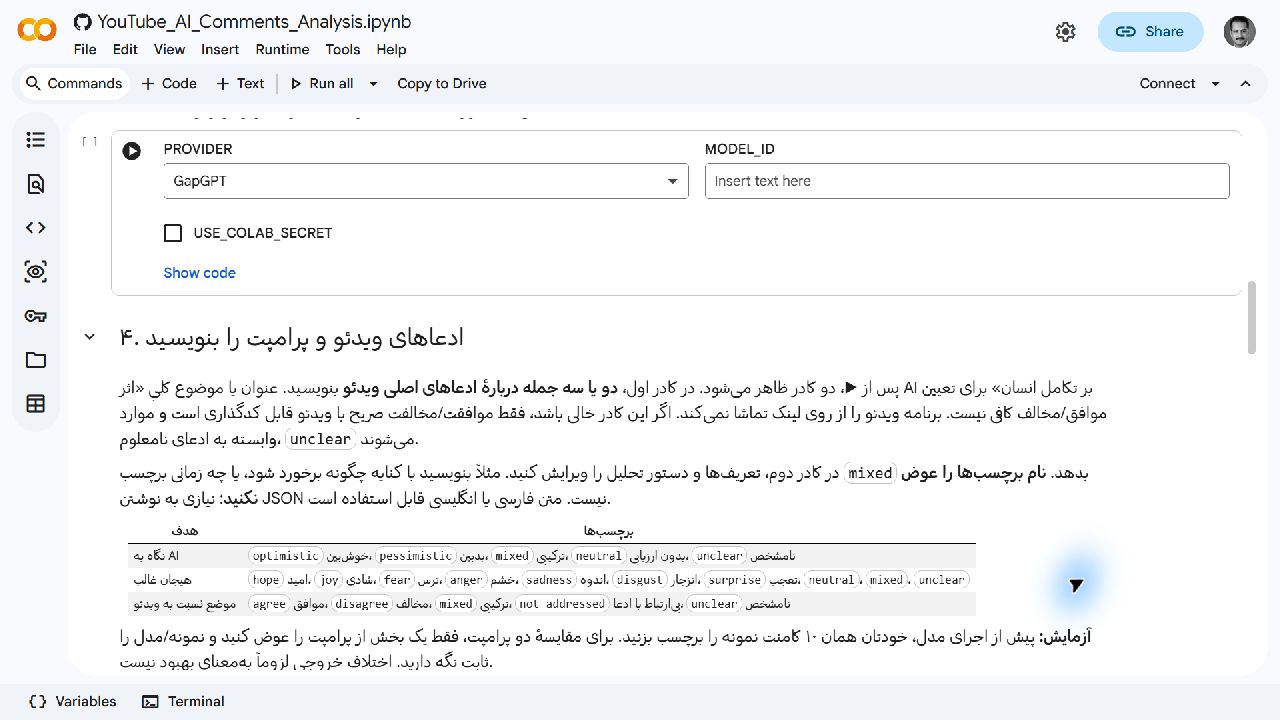 YouTube_AI_Comments_Analysis.ipynb
File Edit View Insert Runtime Tools Help
Share
Commands + Code + Text Run all Copy to Drive
Connect
[ ]
PROVIDER MODEL_ID
GapGPT Insert text here
USE_COLAB_SECRET
Show code
۴. ادعاهای ویدئو و پرامپت را بنویسید
پس از ▶، دو کادر ظاهر می‌شود. در کادر اول، دو یا سه جمله دربارهٔ ادعاهای اصلی ویدئو بنویسید. عنوان یا موضوع کلی «اثر AI بر تکامل انسان» برای تعیین
موافق/مخالف کافی نیست. برنامه ویدئو را از روی لینک تماشا نمی‌کند. اگر این کادر خالی باشد، فقط موافقت/مخالفت صریح با ویدئو قابل کدگذاری است و موارد
وابسته به ادعای نامعلوم، unclear می‌شوند.
در کادر دوم، تعریف‌ها و دستور تحلیل را ویرایش کنید. مثلاً بنویسید با کنایه چگونه برخورد شود، یا چه زمانی برچسب mixed بدهد. نام برچسب‌ها را عوض
نکنید؛ نیازی به نوشتن JSON نیست. متن فارسی یا انگلیسی قابل استفاده است.
هدف برچسب‌ها
نگاه به AI optimistic خوش‌بین، pessimistic بدبین، mixed ترکیبی، neutral بدون ارزیابی، unclear نامشخص
هیجان غالب hope امید، joy شادی، fear ترس، anger خشم، sadness اندوه، disgust انزجار، surprise تعجب، neutral، mixed، unclear
موضع نسبت به ویدئو agree موافق، disagree مخالف، mixed ترکیبی، not_addressed بی‌ارتباط با ادعا، unclear نامشخص
آزمایش: پیش از اجرای مدل، خودتان همان ۱۰ کامنت نمونه را برچسب بزنید. برای مقایسهٔ دو پرامپت، فقط یک بخش از پرامپت را عوض کنید و نمونه/مدل را
ثابت نگه دارید. اختلاف خروجی لزوماً به‌معنای بهبود نیست.
Variables Terminal